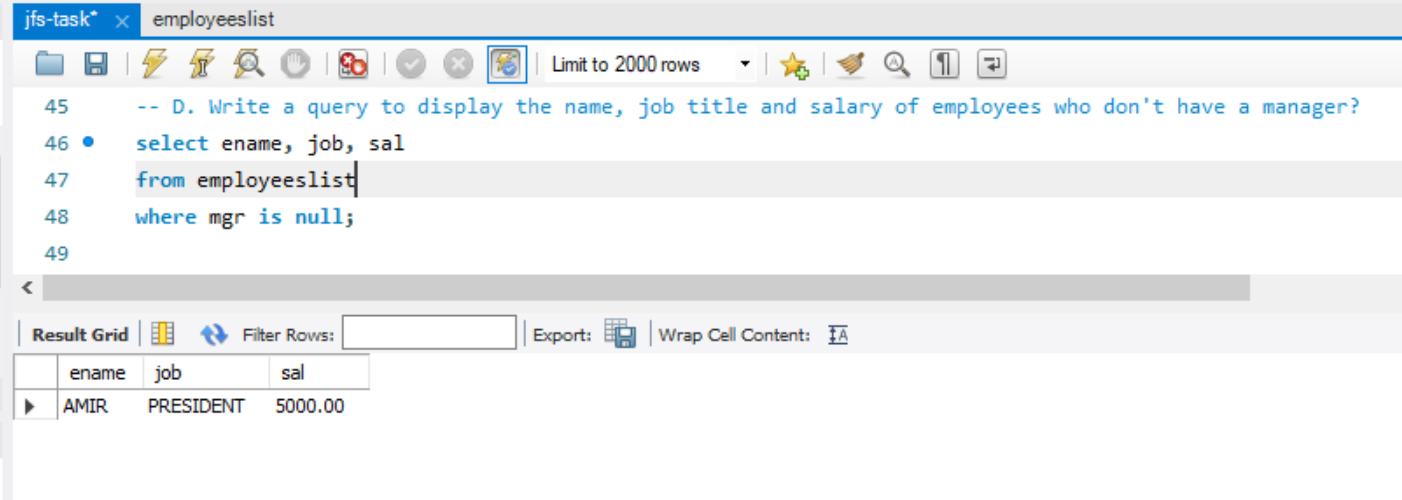 jfs-task* × employeeslist
Limit to 2000 rows
45 -- D. Write a query to display the name, job title and salary of employees who don't have a manager?
46 select ename, job, sal
47 from employeeslist
48 where mgr is null;
49
Result Grid Filter Rows: Export: Wrap Cell Content: IA
ename job sal
AMIR PRESIDENT 5000.00